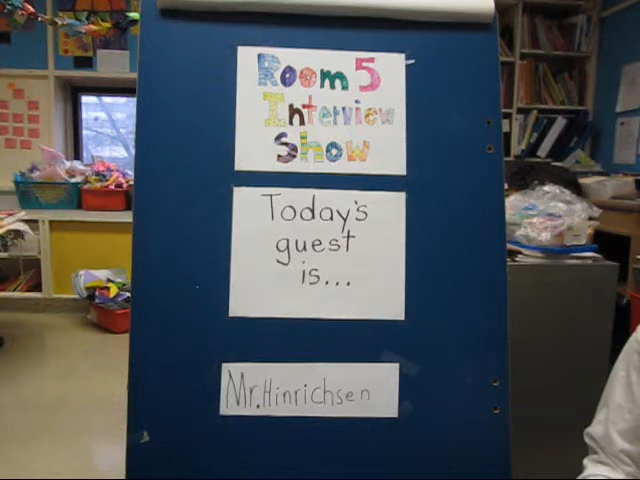 Room 5
Interview
Show
Today's
guest
is...
Mr. Hinrichsen